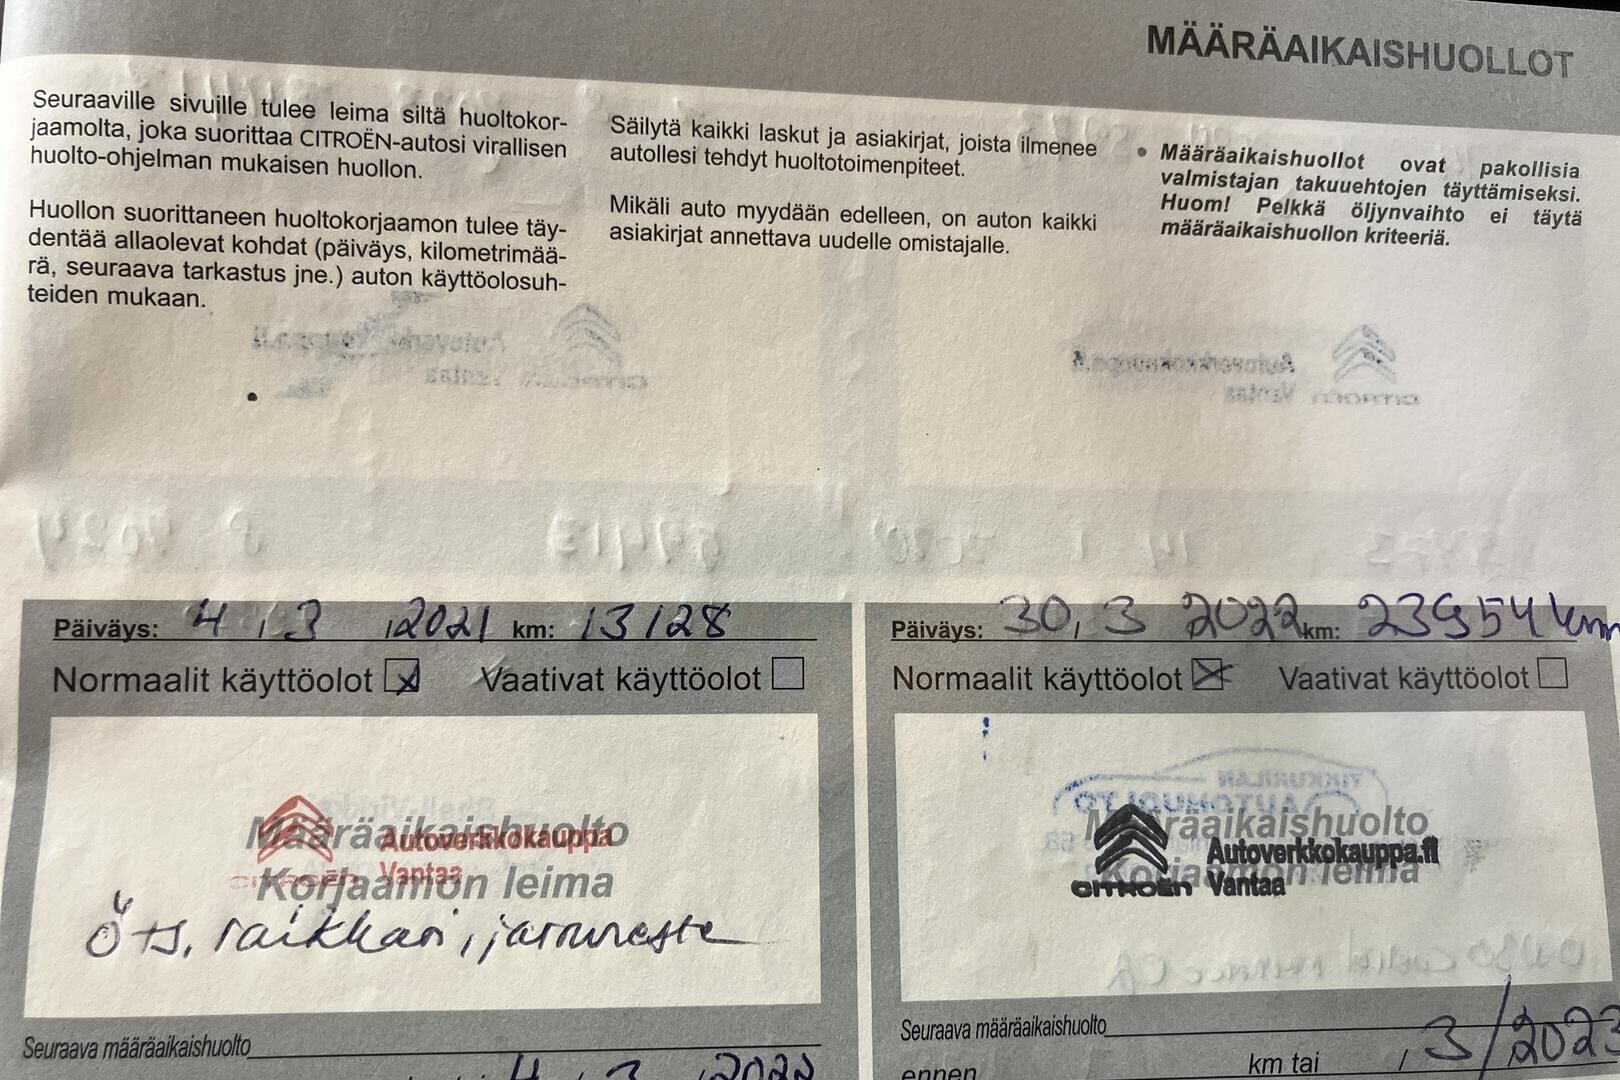 MÄÄRÄAIKAISHUOLLOT
Seuraaville sivuille tulee leima siltä huoltokor-
jaamolta, joka suorittaa CITROËN-autosi virallisen
huolto-ohjelman mukaisen huollon.
Huollon suorittaneen huoltokorjaamon tulee täy-
dentää allaolevat kohdat (päiväys, kilometrimää-
rä, seuraava tarkastus jne.) auton käyttöolosuh-
teiden mukaan.
Säilytä kaikki laskut ja asiakirjat, joista ilmenee
autollesi tehdyt huoltotoimenpiteet.
Mikäli auto myydään edelleen, on auton kaikki
asiakirjat annettava uudelle omistajalle.
• Määräaikaishuollot ovat pakollisia
valmistajan takuuehtojen täyttämiseksi.
Huom! Pelkkä öljynvaihto ei täytä
määräaikaishuollon kriteeriä.
Päiväys: 4 , 3 , 2021 km: 13128
Normaalit käyttöolot x Vaativat käyttöolot
Määräaikaishuolto
Autoverkkokauppa
Vantaa
CITROËN
Korjaamon leima
Ö+s, raikkari, jarruneste
Seuraava määräaikaishuolto
4 , 3 , 2022
Päiväys: 30, 3 2022 km: 23954 km
Normaalit käyttöolot x Vaativat käyttöolot
Määräaikaishuolto
Autoverkkokauppa.fi
CITROËN Vantaa
Korjaamon leima
Seuraava määräaikaishuolto
ennen km tai / 3/2023